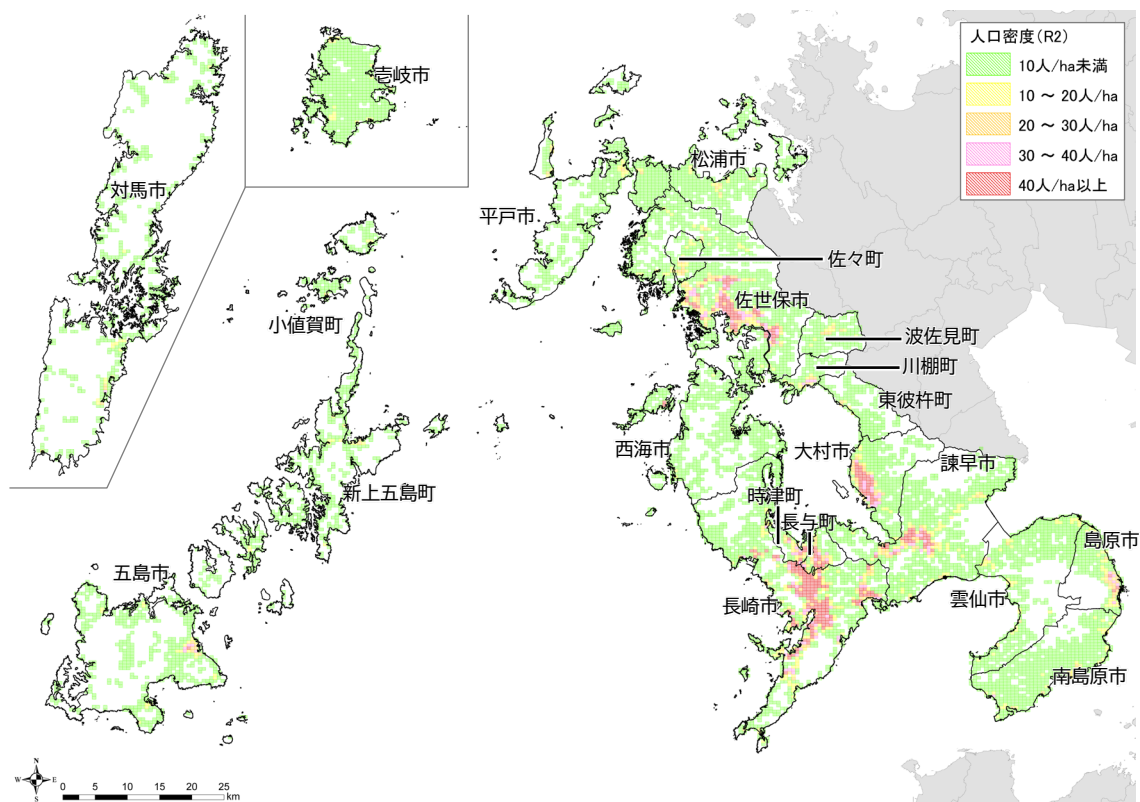 人口密度(R2)
10人/ha未満
10 ～ 20人/ha
20 ～ 30人/ha
30 ～ 40人/ha
40人/ha以上
壱岐市
対馬市
松浦市
平戸市
佐々町
佐世保市
小値賀町
波佐見町
川棚町
東彼杵町
西海市
大村市
諫早市
新上五島町
時津町
長与町
島原市
五島市
長崎市
雲仙市
南島原市
N
W
E
S
0 5 10 15 20 25
km